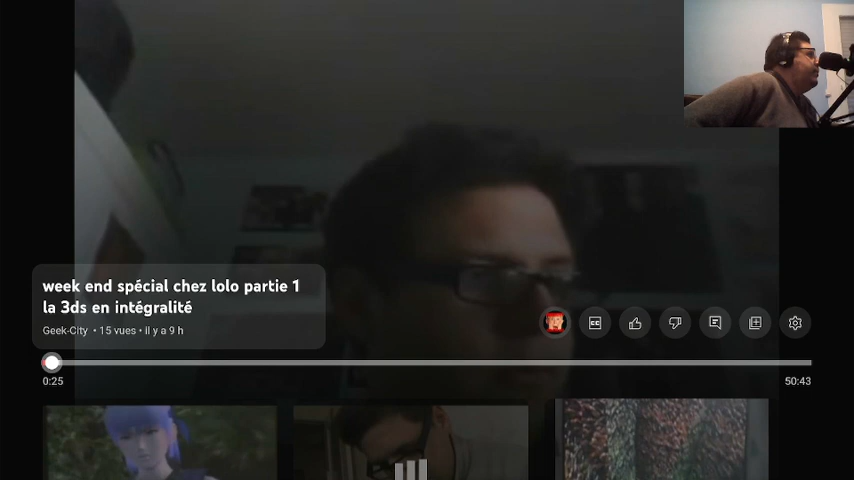 week end spécial chez lolo partie 1
la 3ds en intégralité
Geek-City • 15 vues • Il y a 9 h
CC
0:25
50:43